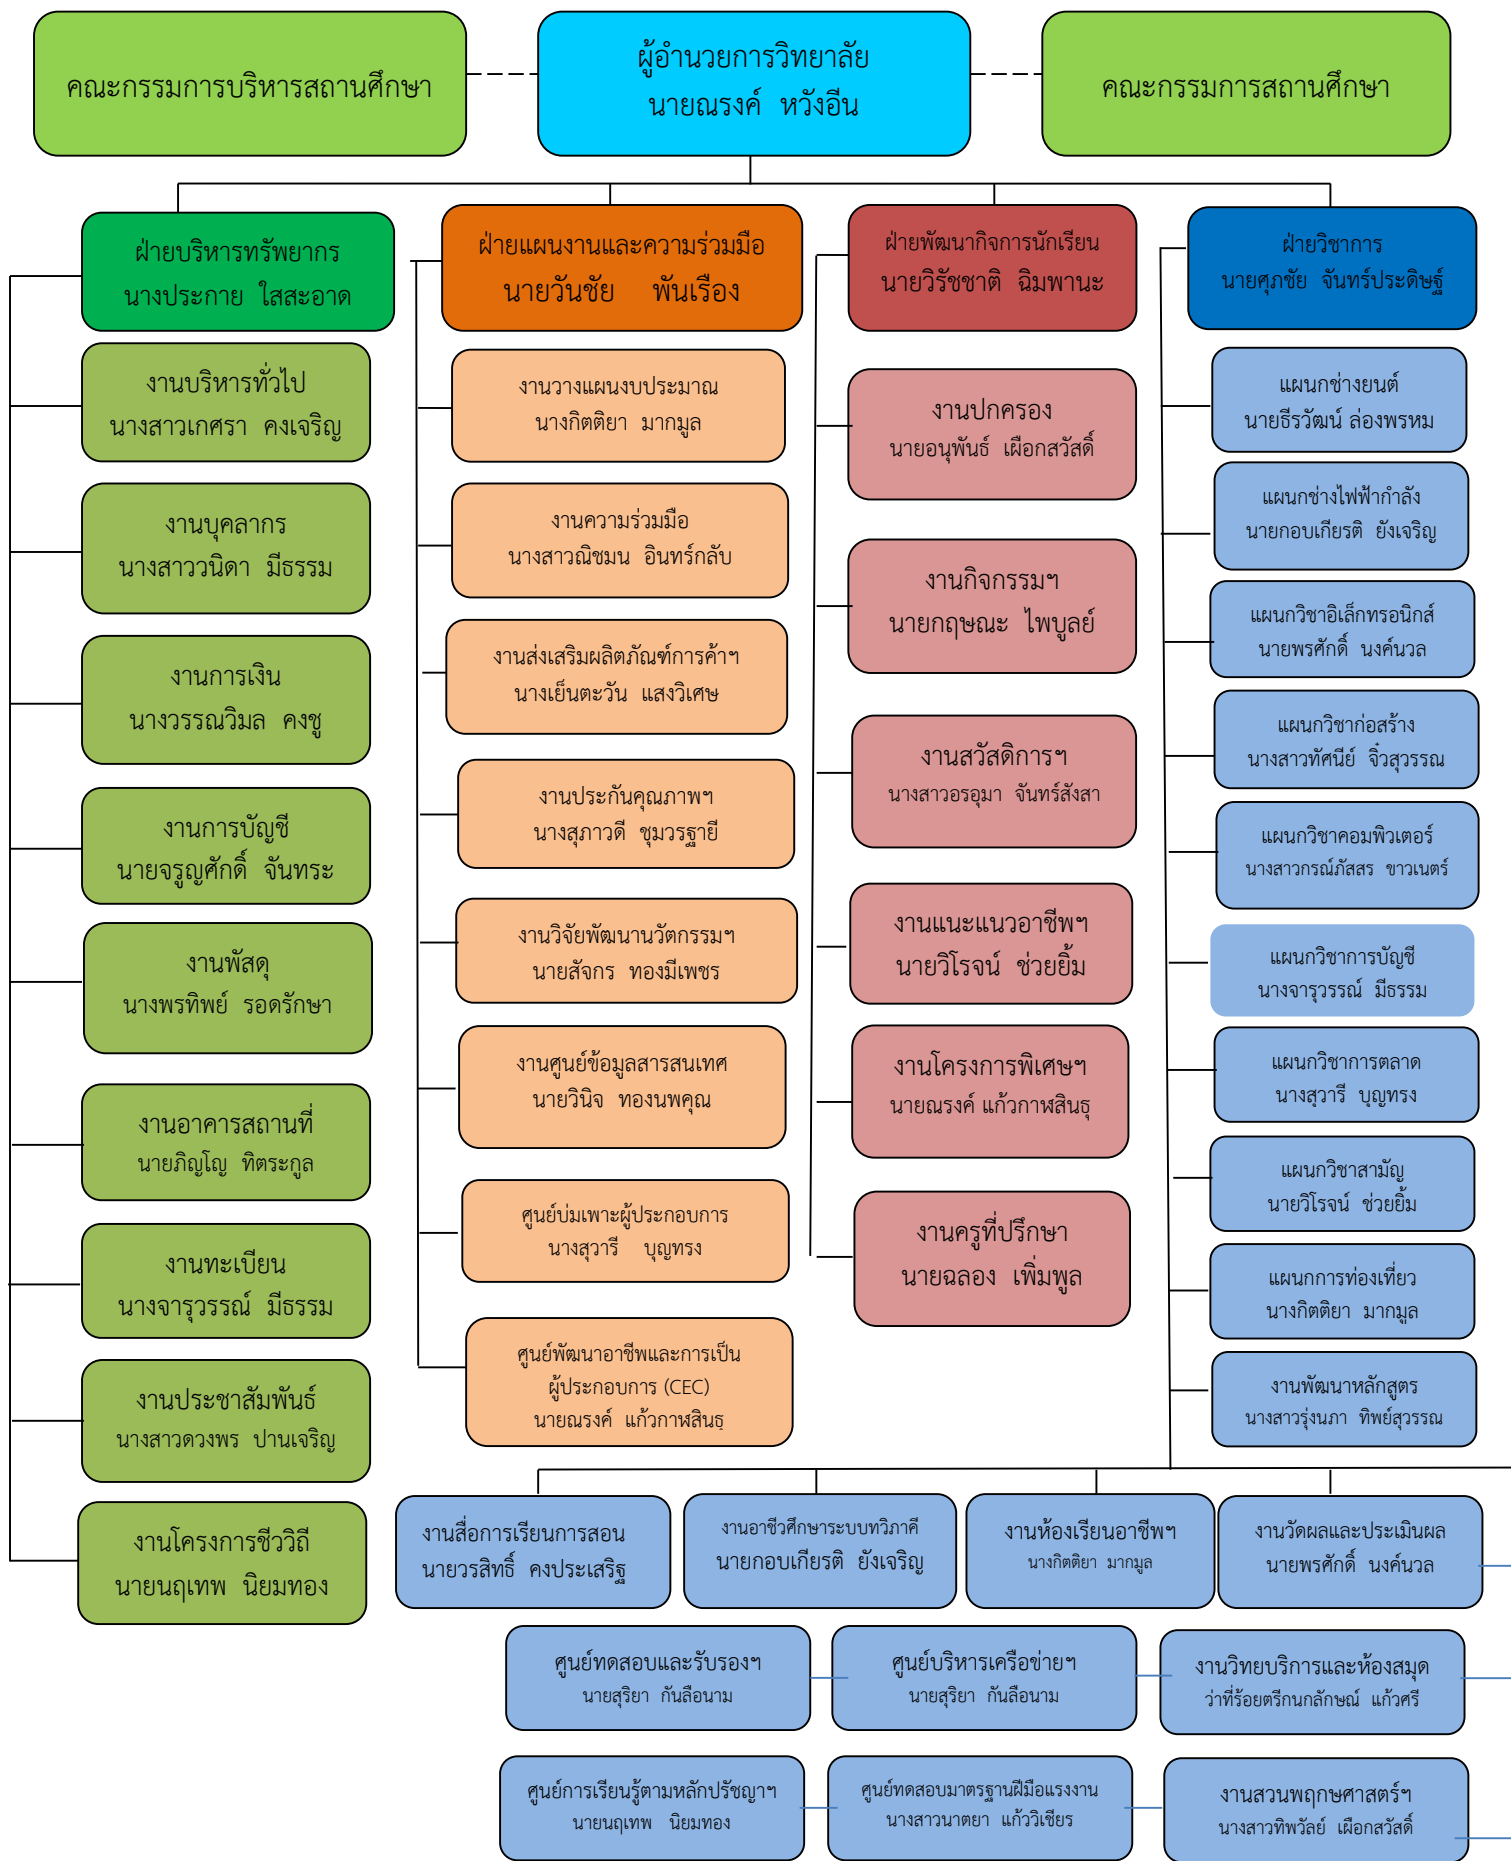 คณะกรรมการบริหารสถานศึกษา
ผู้อำนวยการวิทยาลัย
นายณรงค์ หวังอีน
คณะกรรมการสถานศึกษา
ฝ่ายบริหารทรัพยากร
นางประกาย ใสสะอาด
งานบริหารทั่วไป
นางสาวเกศรา คงเจริญ
งานบุคลากร
นางสาววนิดา มีธรรม
งานการเงิน
นางวรรณวิมล คงชู
งานการบัญชี
นายจรูญศักดิ์ จันทระ
งานพัสดุ
นางพรทิพย์ รอดรักษา
งานอาคารสถานที่
นายภิญโญ ทิตระกูล
งานทะเบียน
นางจารุวรรณ์ มีธรรม
งานประชาสัมพันธ์
นางสาวดวงพร ปานเจริญ
งานโครงการชีววิถี
นายนฤเทพ นิยมทอง
ฝ่ายแผนงานและความร่วมมือ
นายวันชัย พันเรือง
งานวางแผนงบประมาณ
นางกิตติยา มากมูล
งานความร่วมมือ
นางสาวณิชมน อินทร์กลับ
งานส่งเสริมผลิตภัณฑ์การค้าฯ
นางเย็นตะวัน แสงวิเศษ
งานประกันคุณภาพฯ
นางสุภาวดี ชุมวรฐายี
งานวิจัยพัฒนานวัตกรรมฯ
นายสัจกร ทองมีเพชร
งานศูนย์ข้อมูลสารสนเทศ
นายวินิจ ทองนพคุณ
ศูนย์บ่มเพาะผู้ประกอบการ
นางสุวารี บุญทรง
ศูนย์พัฒนาอาชีพและการเป็น
ผู้ประกอบการ (CEC)
นายณรงค์ แก้วกาฬสินธุ
ฝ่ายพัฒนากิจการนักเรียน
นายวิรัชชาติ ฉิมพานะ
งานปกครอง
นายอนุพันธ์ เผือกสวัสดิ์
งานกิจกรรมฯ
นายกฤษณะ ไพบูลย์
งานสวัสดิการฯ
นางสาวอรอุมา จันทร์สังสา
งานแนะแนวอาชีพฯ
นายวิโรจน์ ช่วยยิ้ม
งานโครงการพิเศษฯ
นายณรงค์ แก้วกาฬสินธุ
งานครูที่ปรึกษา
นายฉลอง เพิ่มพูล
ฝ่ายวิชาการ
นายศุภชัย จันทร์ประดิษฐ์
แผนกช่างยนต์
นายธีรวัฒน์ ล่องพรหม
แผนกช่างไฟฟ้ากำลัง
นายกอบเกียรติ ยังเจริญ
แผนกวิชาอิเล็กทรอนิกส์
นายพรศักดิ์ นงค์นวล
แผนกวิชาก่อสร้าง
นางสาวทัศนีย์ จิ๋วสุวรรณ
แผนกวิชาคอมพิวเตอร์
นางสาวกรณ์ภัสสร ขาวเนตร์
แผนกวิชาการบัญชี
นางจารุวรรณ์ มีธรรม
แผนกวิชาการตลาด
นางสุวารี บุญทรง
แผนกวิชาสามัญ
นายวิโรจน์ ช่วยยิ้ม
แผนกการท่องเที่ยว
นางกิตติยา มากมูล
งานพัฒนาหลักสูตร
นางสาวรุ่งนภา ทิพย์สุวรรณ
งานสื่อการเรียนการสอน
นายวรสิทธิ์ คงประเสริฐ
งานอาชีวศึกษาระบบทวิภาคี
นายกอบเกียรติ ยังเจริญ
งานห้องเรียนอาชีพฯ
นางกิตติยา มากมูล
งานวัดผลและประเมินผล
นายพรศักดิ์ นงค์นวล
ศูนย์ทดสอบและรับรองฯ
นายสุริยา กันลือนาม
ศูนย์บริหารเครือข่ายฯ
นายสุริยา กันลือนาม
งานวิทยบริการและห้องสมุด
ว่าที่ร้อยตรีกนกลักษณ์ แก้วศรี
ศูนย์การเรียนรู้ตามหลักปรัชญาฯ
นายนฤเทพ นิยมทอง
ศูนย์ทดสอบมาตรฐานฝีมือแรงงาน
นางสาวนาตยา แก้ววิเชียร
งานสวนพฤกษศาสตร์ฯ
นางสาวทิพวัลย์ เผือกสวัสดิ์